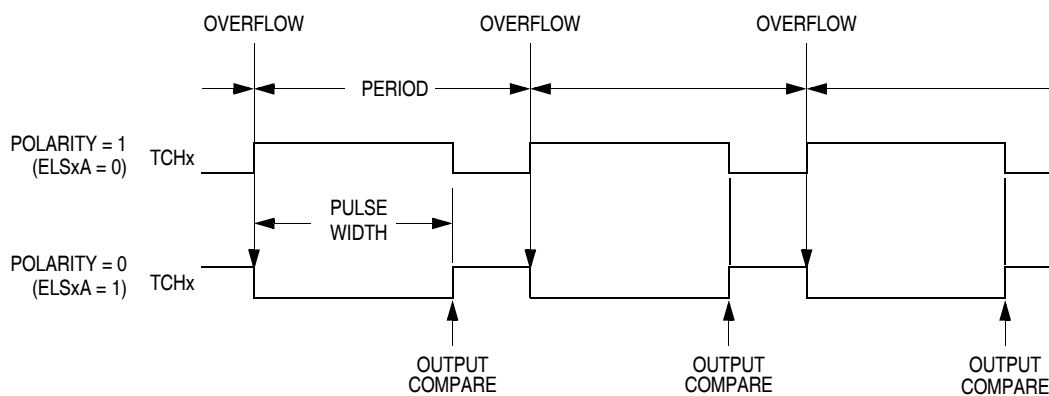 OVERFLOW
OVERFLOW
OVERFLOW
PERIOD
POLARITY = 1
(ELSxA = 0)
TCHx
PULSE
WIDTH
POLARITY = 0
(ELSxA = 1)
TCHx
OUTPUT
COMPARE
OUTPUT
COMPARE
OUTPUT
COMPARE